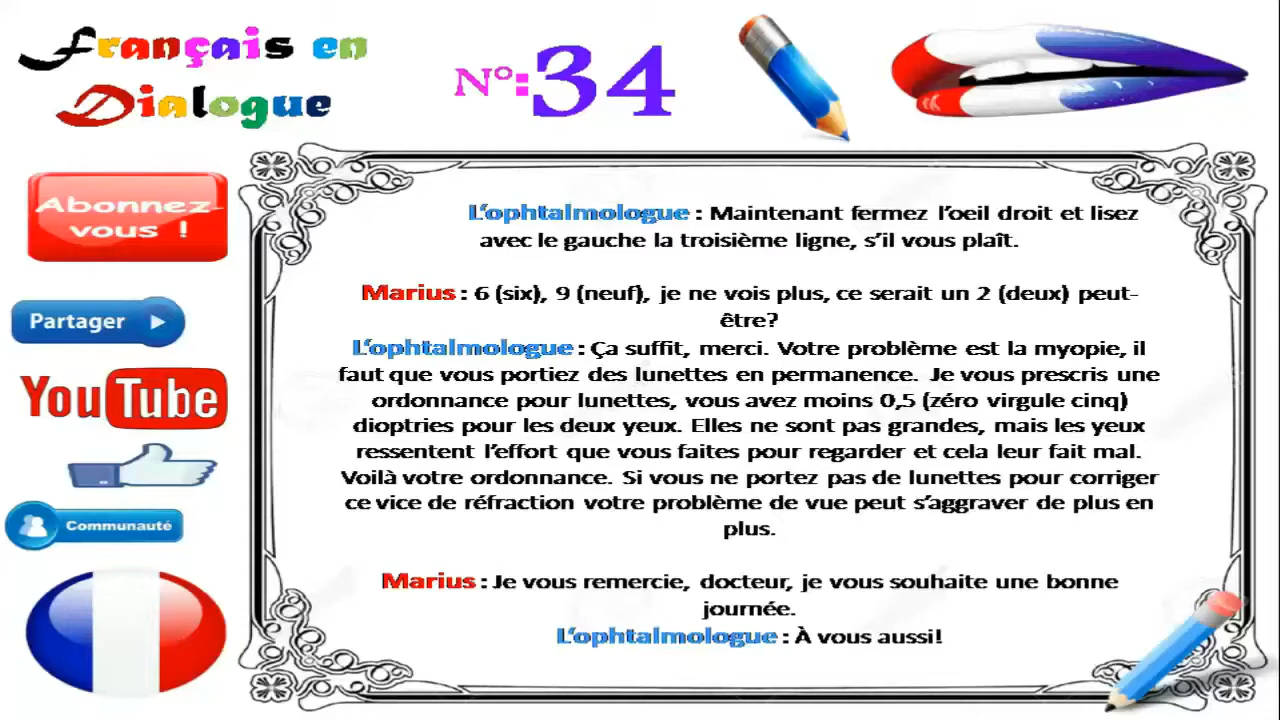 Français en
Dialogue
N°:34
Abonnez-
vous !
Partager
YouTube
Communauté
L'ophtalmologue : Maintenant fermez l'oeil droit et lisez
avec le gauche la troisième ligne, s'il vous plaît.
Marius : 6 (six), 9 (neuf), je ne vois plus, ce serait un 2 (deux) peut-
être?
L'ophtalmologue : Ça suffit, merci. Votre problème est la myopie, il
faut que vous portiez des lunettes en permanence. Je vous prescris une
ordonnance pour lunettes, vous avez moins 0,5 (zéro virgule cinq)
dioptries pour les deux yeux. Elles ne sont pas grandes, mais les yeux
ressentent l'effort que vous faites pour regarder et cela leur fait mal.
Voilà votre ordonnance. Si vous ne portez pas de lunettes pour corriger
ce vice de réfraction votre problème de vue peut s'aggraver de plus en
plus.
Marius : Je vous remercie, docteur, je vous souhaite une bonne
journée.
L'ophtalmologue : À vous aussi!